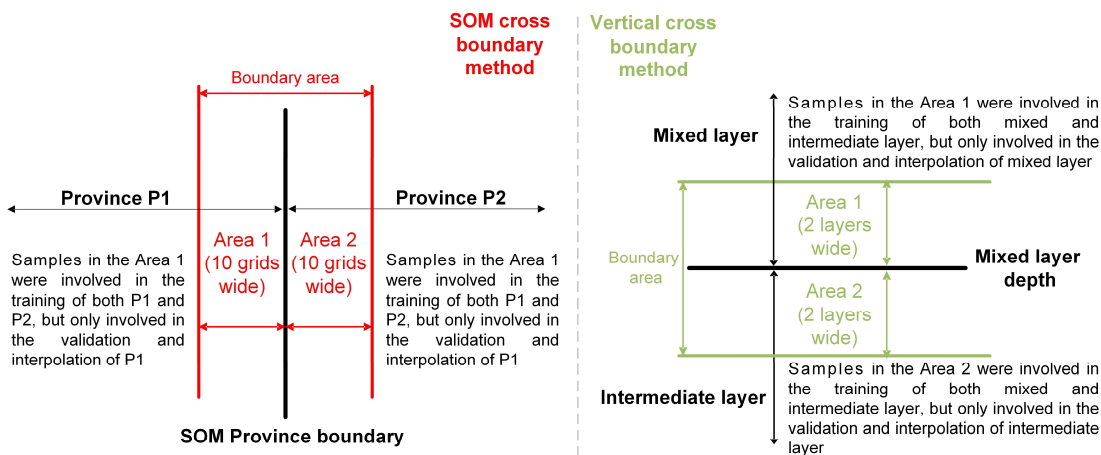 SOM cross
boundary
method
Boundary area
Province P1
Province P2
Area 1
(10 grids
wide)
Area 2
(10 grids
wide)
Samples in the Area 1
were involved in the
training of both P1 and
P2, but only involved in
the validation and
interpolation of P1
Samples in the Area 1
were involved in the
training of both P1 and
P2, but only involved in
the validation and
interpolation of P1
SOM Province boundary
Vertical cross
boundary
method
Mixed layer
Samples in the Area 1 were involved in
the training of both mixed and
intermediate layer, but only involved in the
validation and interpolation of mixed layer
Area 1
(2 layers
wide)
Boundary
area
Mixed layer
depth
Area 2
(2 layers
wide)
Intermediate layer
Samples in the Area 2 were involved in
the training of both mixed and
intermediate layer, but only involved in the
validation and interpolation of intermediate
layer